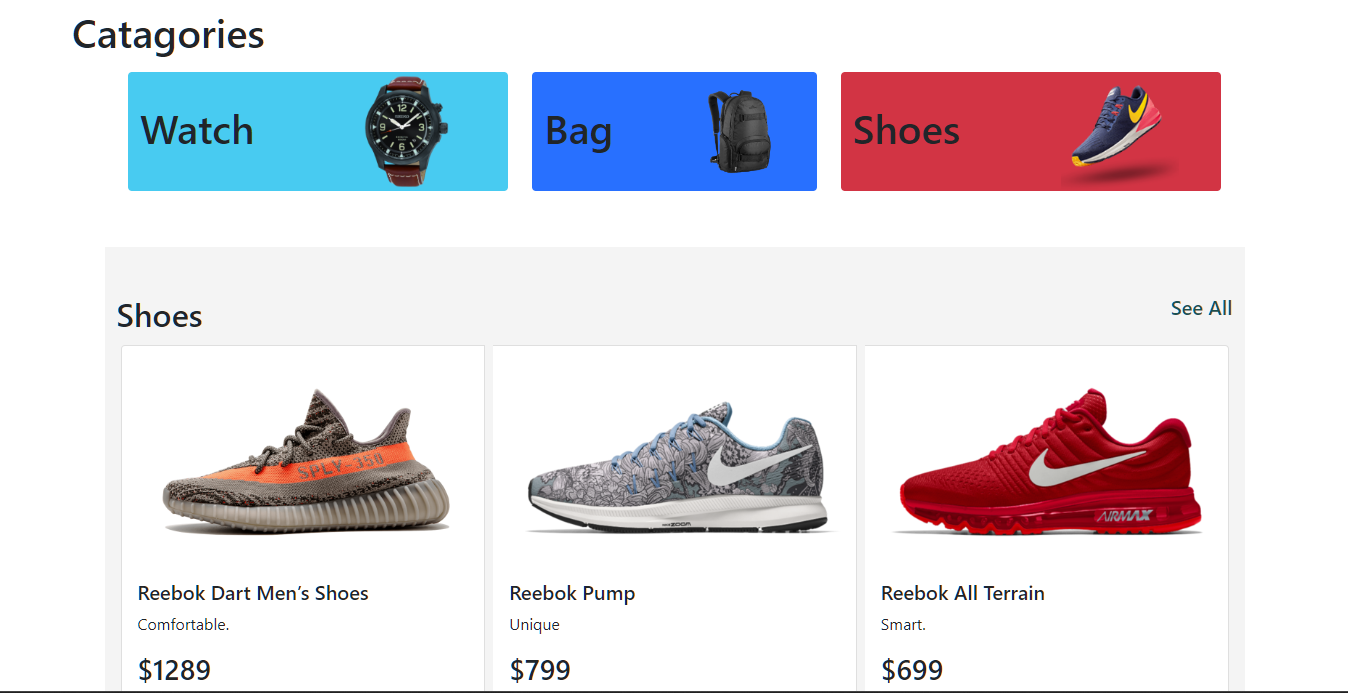 Catagories
Watch
Bag
Shoes
Shoes
See All
SPLY-350
ZOOM
AIRMAX
Reebok Dart Men’s Shoes
Reebok Pump
Reebok All Terrain
Comfortable.
Unique
Smart.
$1289
$799
$699